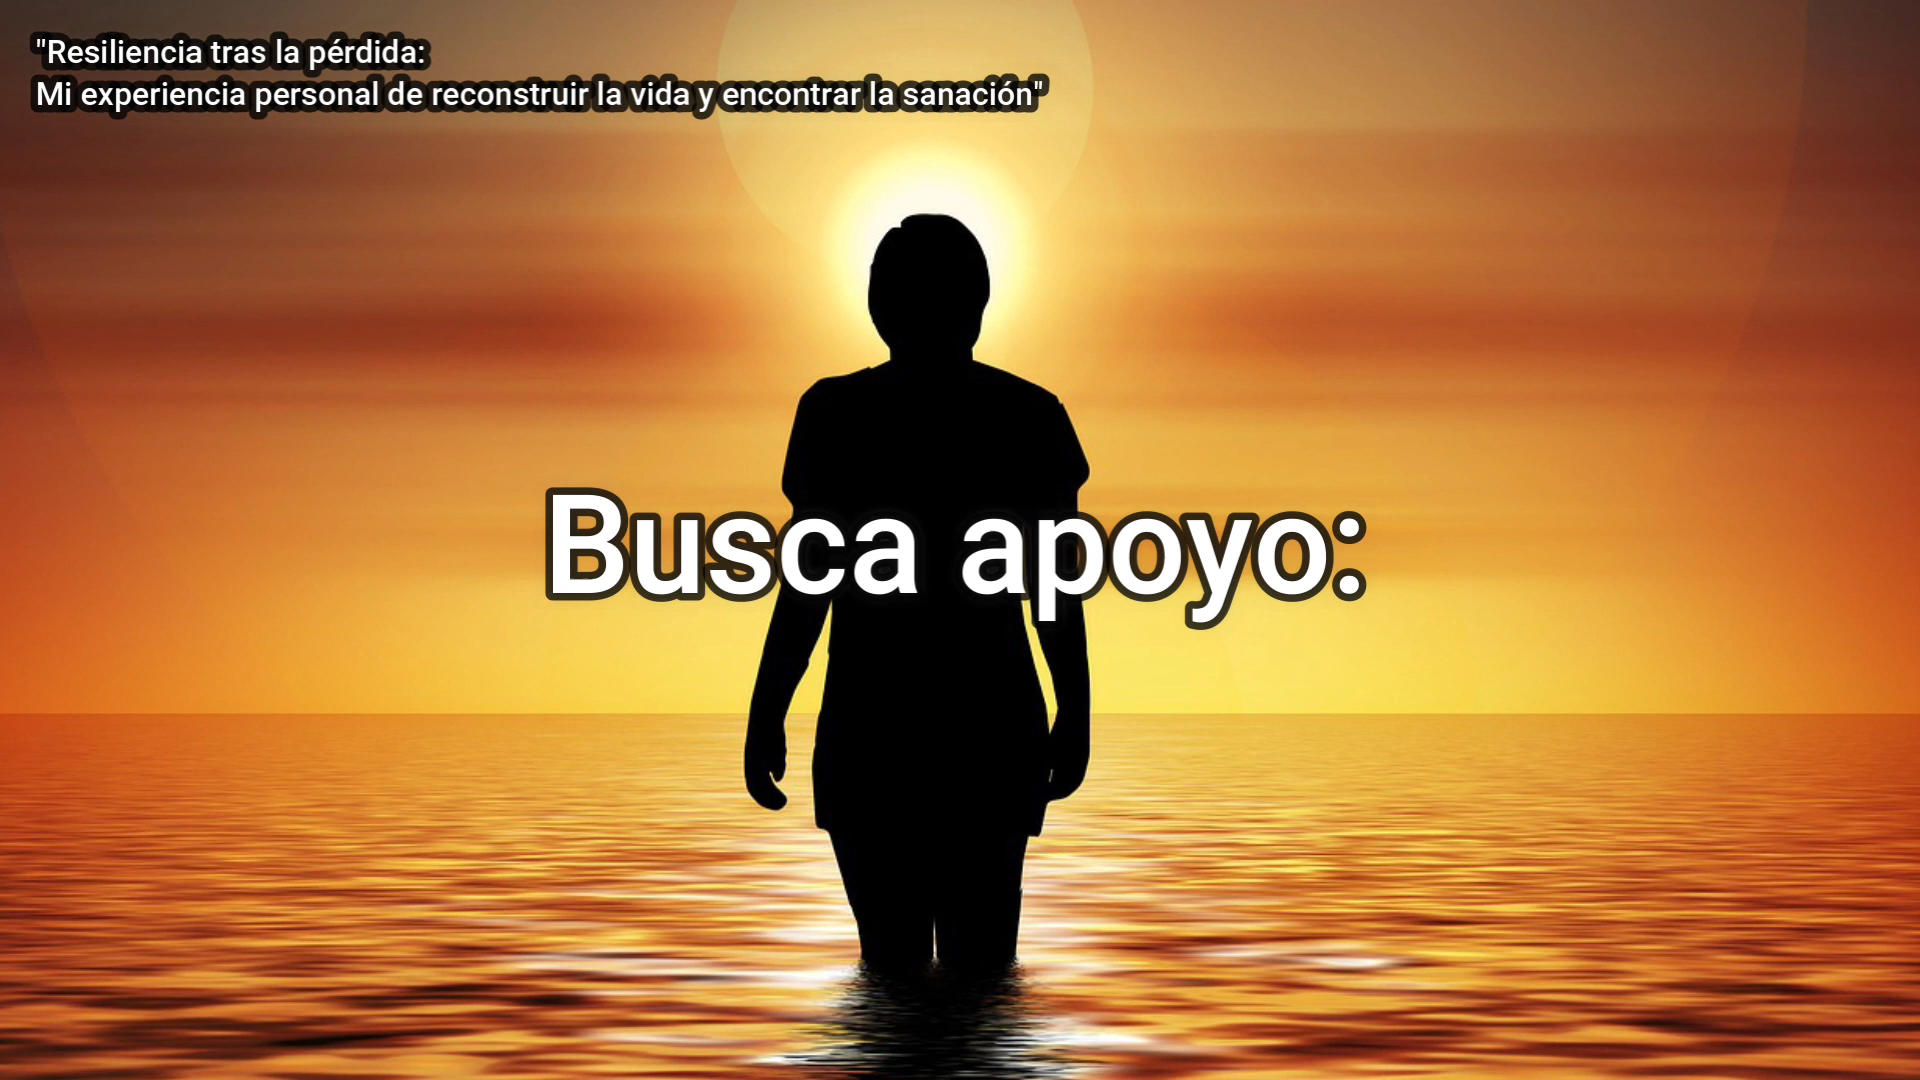 "Resiliencia tras la pérdida:
Mi experiencia personal de reconstruir la vida y encontrar la sanación"
Busca apoyo: